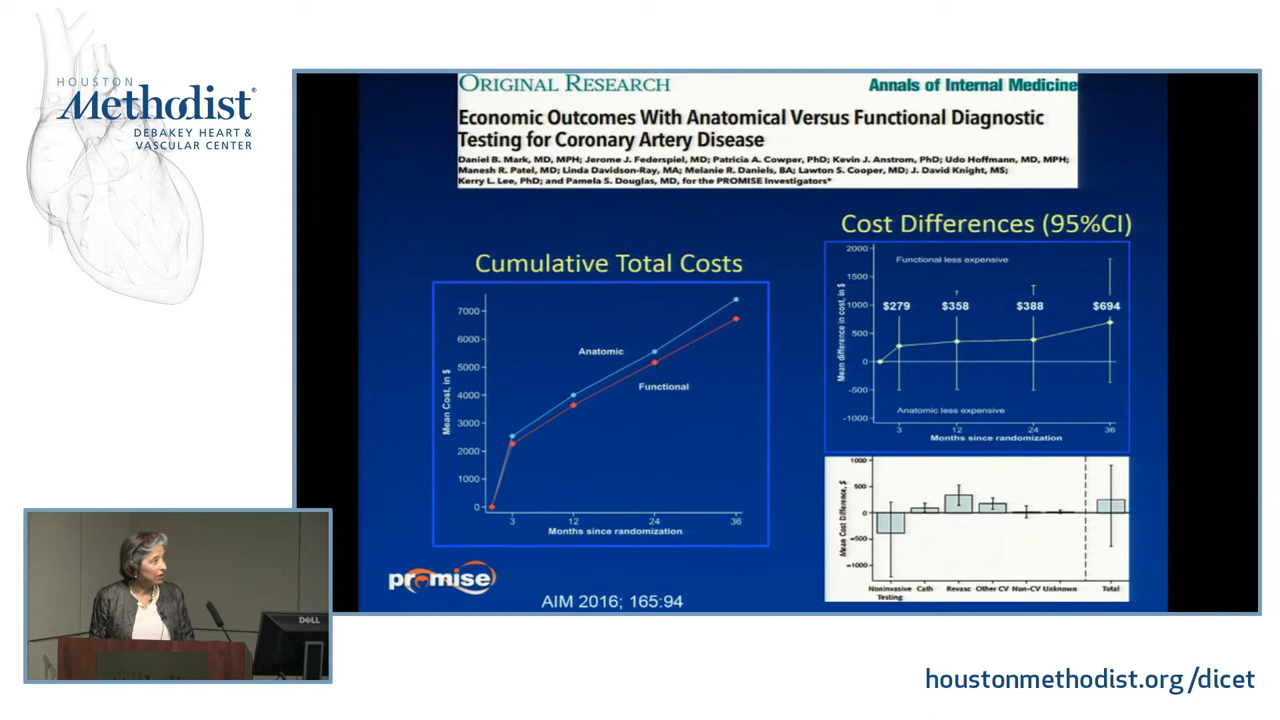 HOUSTON
Methodist®
DEBAKEY HEART &
VASCULAR CENTER
ORIGINAL RESEARCH
Annals of Internal Medicine
Economic Outcomes With Anatomical Versus Functional Diagnostic
Testing for Coronary Artery Disease
Daniel B. Mark, MD, MPH; Jerome J. Federspiel, MD; Patricia A. Cowper, PhD; Kevin J. Anstrom, PhD; Udo Hoffmann, MD, MPH;
Manesh R. Patel, MD; Linda Davidson-Ray, MA; Melanie R. Daniels, BA; Lawton S. Cooper, MD; J. David Knight, MS;
Kerry L. Lee, PhD; and Pamela S. Douglas, MD, for the PROMISE Investigators*
Cumulative Total Costs
Mean Cost, in $
7000
6000
5000
4000
3000
2000
1000
0
Anatomic
Functional
3 12 24 36
Months since randomization
Cost Differences (95%CI)
Mean difference in cost, in $
2000
1500
1000
500
0
-500
-1000
Functional less expensive
$279 $358 $388 $694
Anatomic less expensive
3 12 24 36
Months since randomization
Mean Cost Difference, $
1000
500
0
-500
-1000
Noninvasive Cath Revasc Other CV Non-CV Unknown Total
Testing
promise
AIM 2016; 165:94
DELL
houstonmethodist.org/dicet